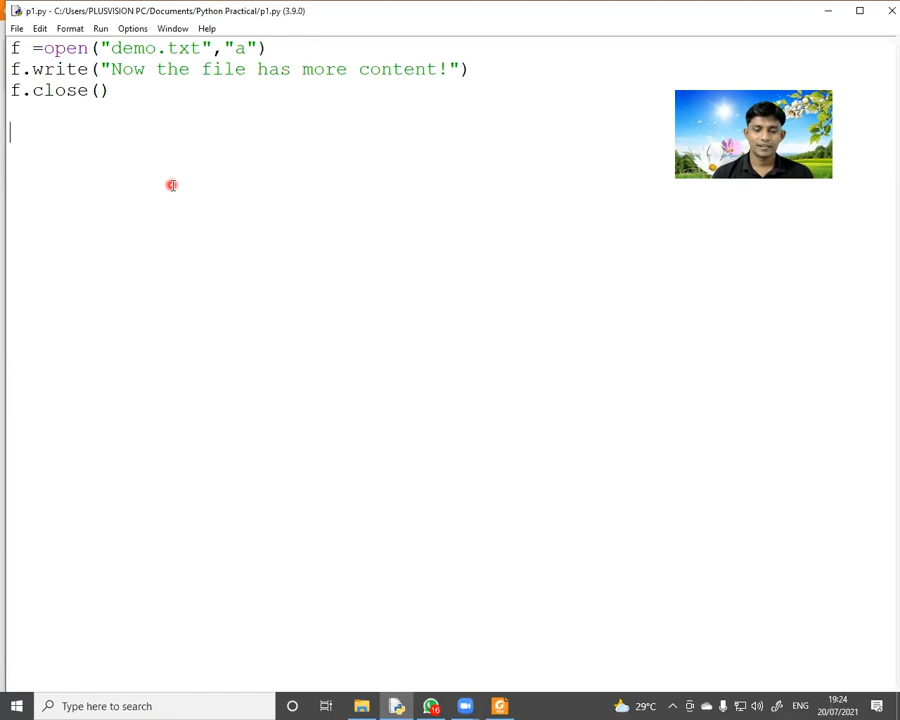 p1.py - C:/Users/PLUSVISION PC/Documents/Python Practical/p1.py (3.9.0)
File Edit Format Run Options Window Help
f =open("demo.txt","a")
f.write("Now the file has more content!")
f.close()
Type here to search
16
29°C
ENG
19:24
20/07/2021